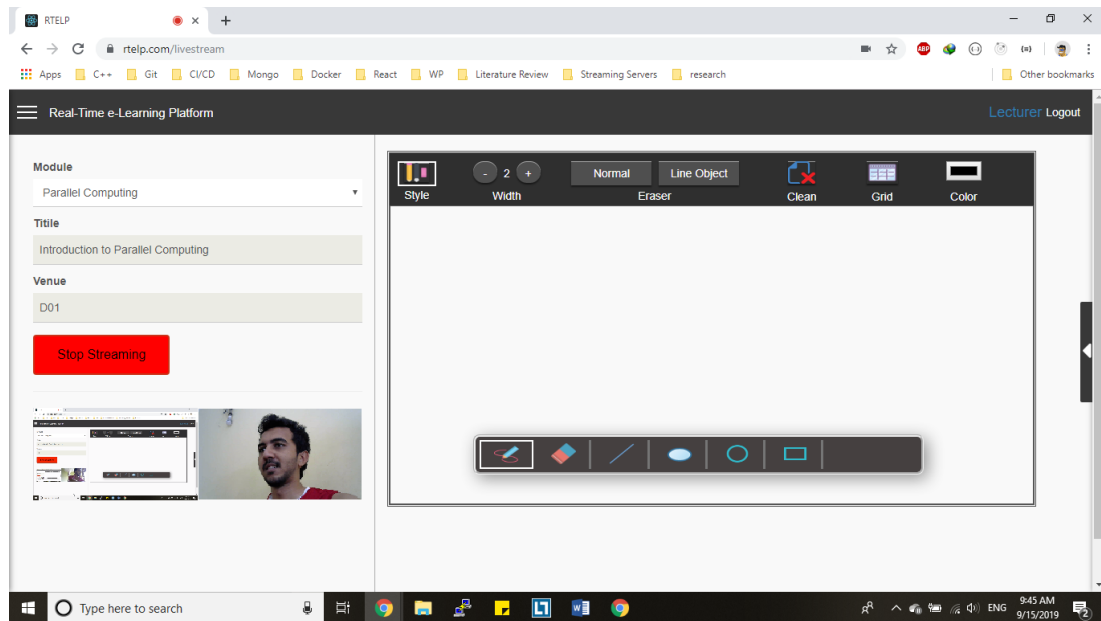 RTELP
rtelp.com/livestream
ABP
Apps C++ Git CI/CD Mongo Docker React WP Literature Review Streaming Servers research Other bookmarks
Real-Time e-Learning Platform
Lecturer Logout
Module
Parallel Computing
Titile
Introduction to Parallel Computing
Venue
D01
Stop Streaming
- 2 + Normal Line Object
Style Width Eraser Clean Grid Color
Type here to search
ENG
9:45 AM
9/15/2019
2